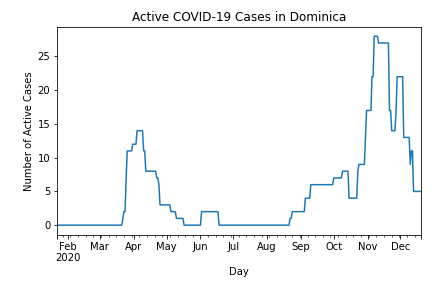 Active COVID-19 Cases in Dominica
Number of Active Cases
25
20
15
10
5
0
Feb Mar Apr May Jun Jul Aug Sep Oct Nov Dec
2020
Day